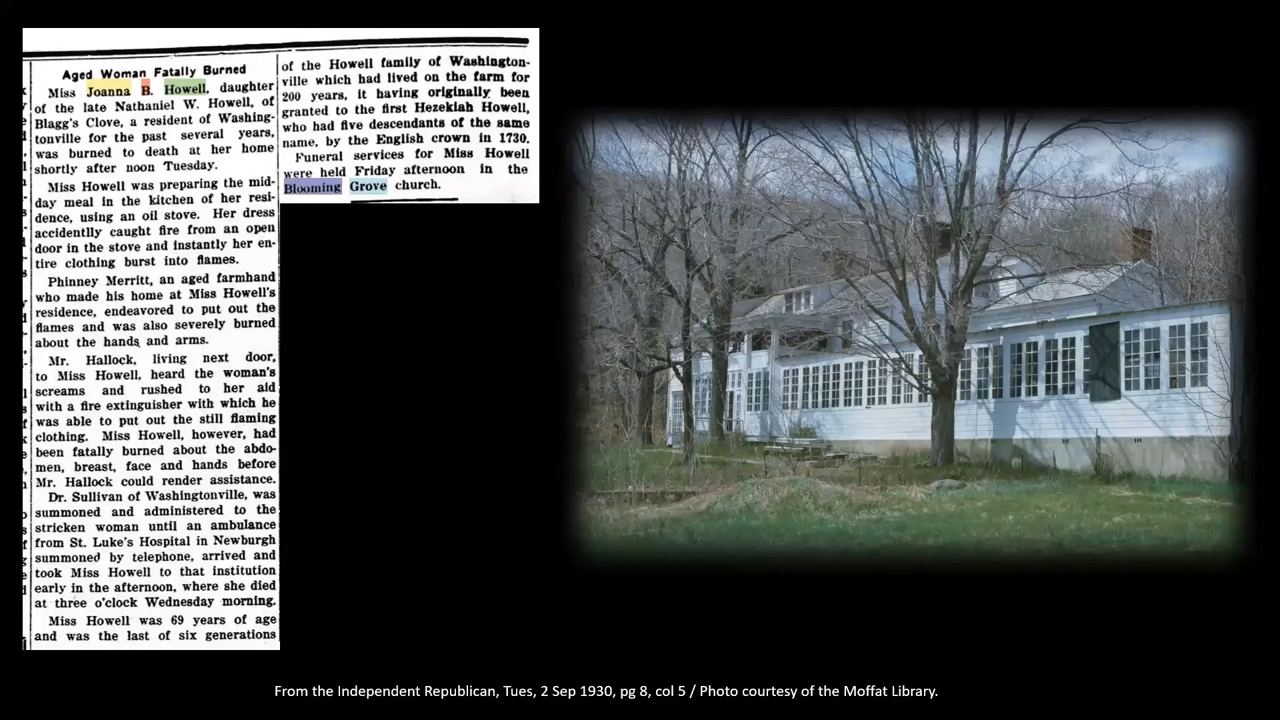 Aged Woman Fatally Burned
Miss Joanna B. Howell, daughter
of the late Nathaniel W. Howell, of
Blagg's Clove, a resident of Washing-
tonville for the past several years,
was burned to death at her home
shortly after noon Tuesday.
Miss Howell was preparing the mid-
day meal in the kitchen of her resi-
dence, using an oil stove. Her dress
accidentlly caught fire from an open
door in the stove and instantly her en-
tire clothing burst into flames.
Phinney Merritt, an aged farmhand
who made his home at Miss Howell's
residence, endeavored to put out the
flames and was also severely burned
about the hands and arms.
Mr. Hallock, living next door,
to Miss Howell, heard the woman's
screams and rushed to her aid
with a fire extinguisher with which he
was able to put out the still flaming
clothing. Miss Howell, however, had
been fatally burned about the abdo-
men, breast, face and hands before
Mr. Hallock could render assistance.
Dr. Sullivan of Washingtonville, was
summoned and administered to the
stricken woman until an ambulance
from St. Luke's Hospital in Newburgh
summoned by telephone, arrived and
took Miss Howell to that institution
early in the afternoon, where she died
at three o'clock Wednesday morning.
Miss Howell was 69 years of age
and was the last of six generations
of the Howell family of Washington-
ville which had lived on the farm for
200 years, it having originally been
granted to the first Hezekiah Howell,
who had five descendants of the same
name, by the English crown in 1730.
Funeral services for Miss Howell
were held Friday afternoon in the
Blooming Grove church.
From the Independent Republican, Tues, 2 Sep 1930, pg 8, col 5 / Photo courtesy of the Moffat Library.